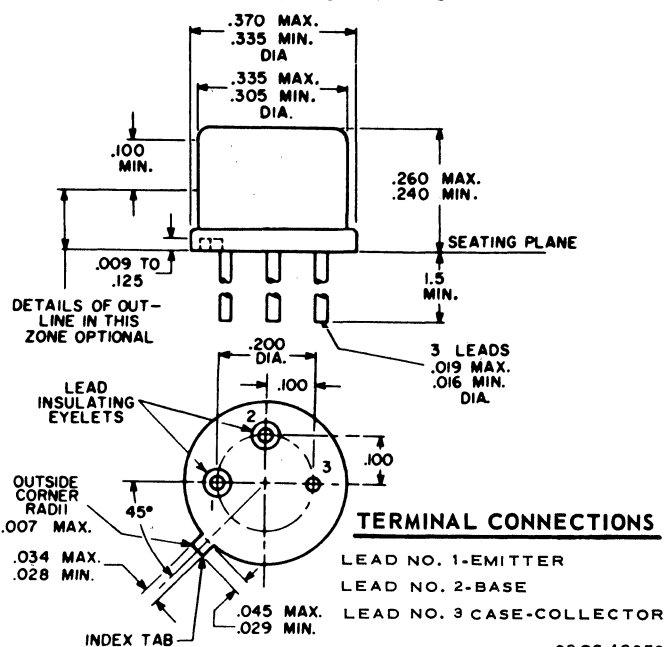 .370 MAX.
.335 MIN.
DIA
.335 MAX.
.305 MIN.
DIA.
.100
MIN.
.260 MAX.
.240 MIN.
SEATING PLANE
.009 TO
.125
1.5
MIN.
DETAILS OF OUT-
LINE IN THIS
ZONE OPTIONAL
.200
DIA.
3 LEADS
.019 MAX.
.016 MIN.
DIA.
.100
LEAD
INSULATING
EYELETS
2
3
1
.100
OUTSIDE
CORNER
RADII
.007 MAX.
45°
.034 MAX.
.028 MIN.
.045 MAX.
.029 MIN.
INDEX TAB
TERMINAL CONNECTIONS
LEAD NO. 1-EMITTER
LEAD NO. 2-BASE
LEAD NO. 3 CASE-COLLECTOR